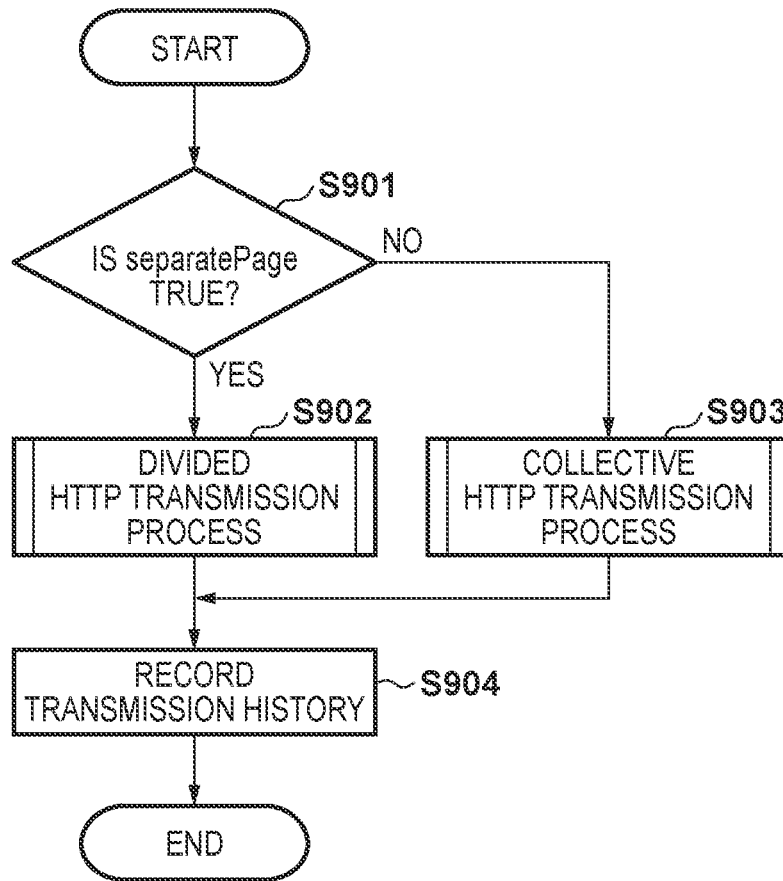 START
S901
IS separatePage
TRUE?
NO
YES
S902
DIVIDED
HTTP TRANSMISSION
PROCESS
S903
COLLECTIVE
HTTP TRANSMISSION
PROCESS
RECORD
TRANSMISSION HISTORY
S904
END